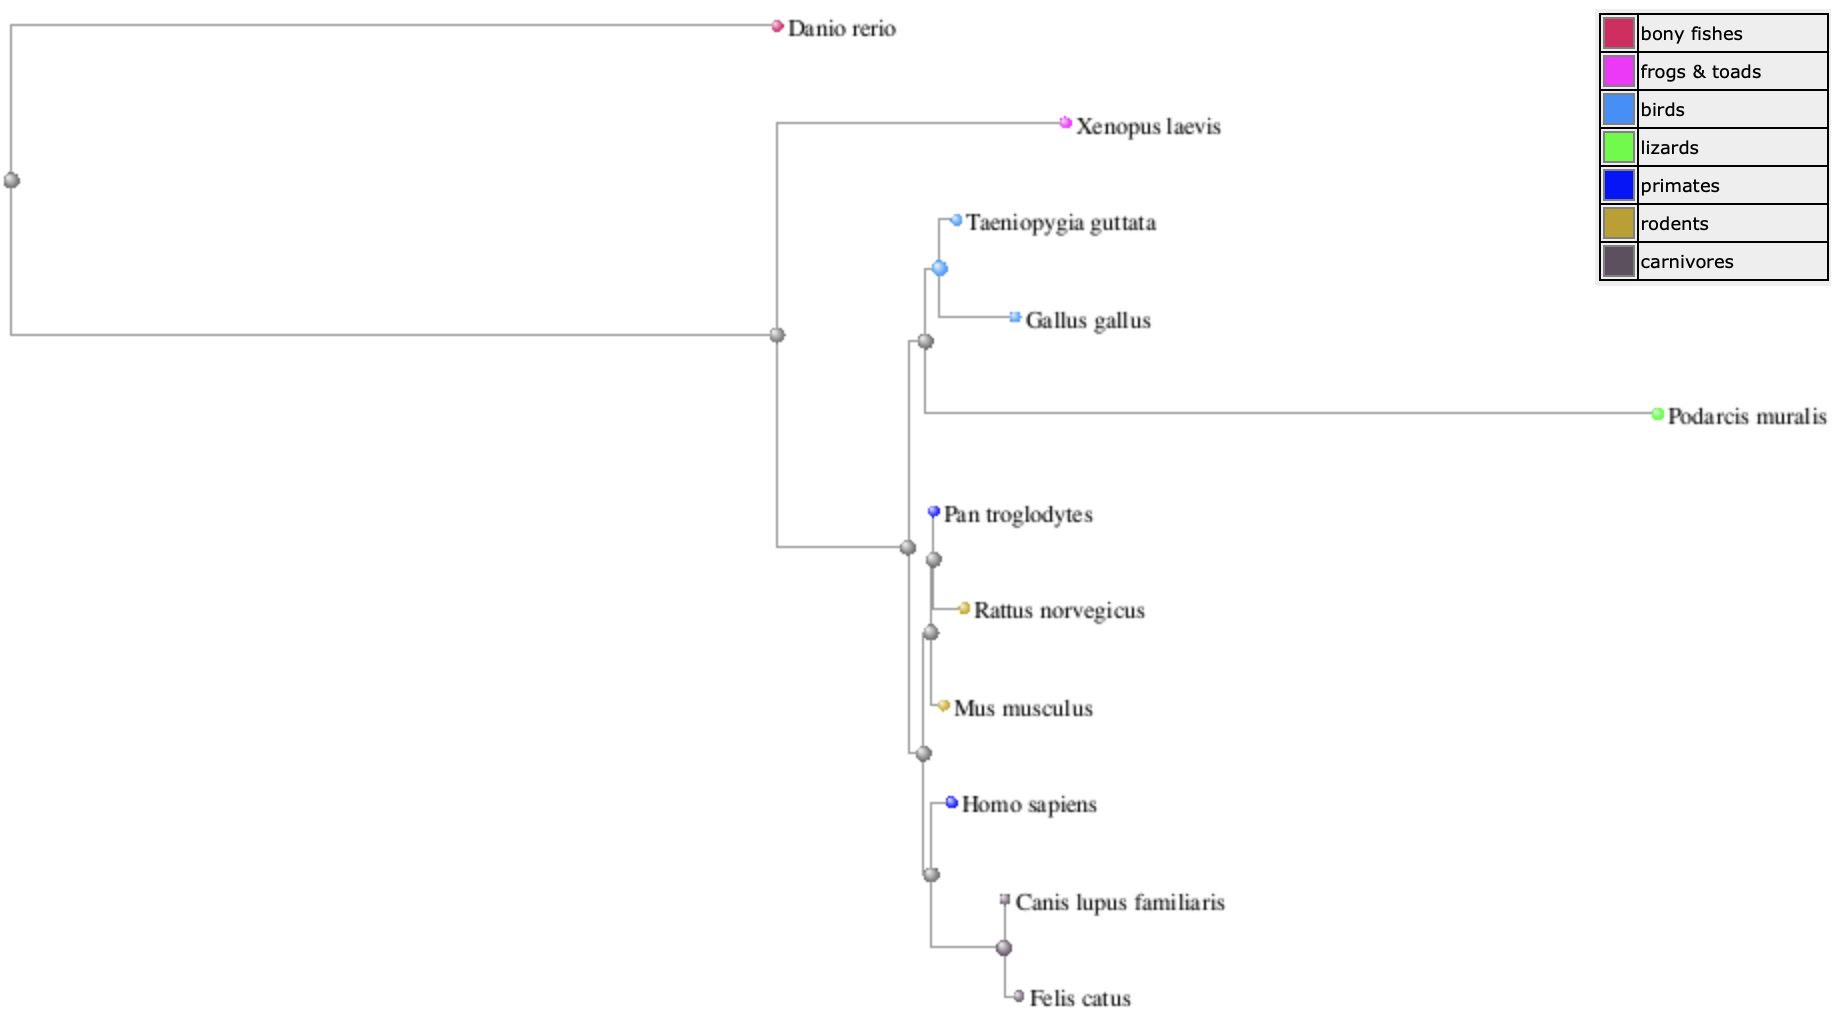 Danio rerio
Xenopus laevis
Taeniopygia guttata
Gallus gallus
Podarcis muralis
Pan troglodytes
Rattus norvegicus
Mus musculus
Homo sapiens
Canis lupus familiaris
Felis catus
bony fishes
frogs & toads
birds
lizards
primates
rodents
carnivores